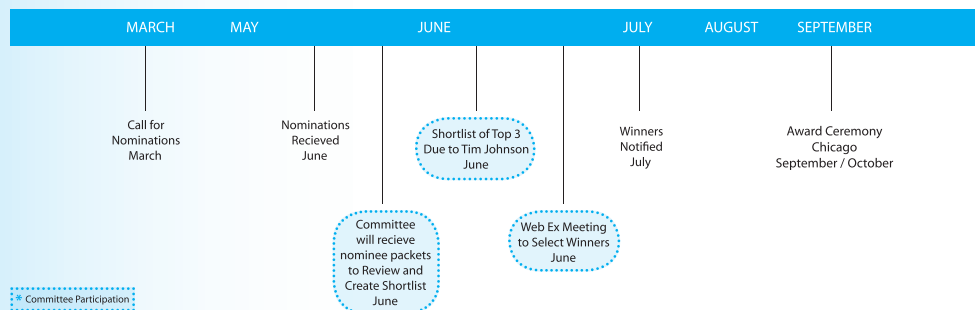 MARCH MAY JUNE JULY AUGUST SEPTEMBER
Call for
Nominations
March
Nominations
Recieved
June
Committee
will recieve
nominee packets
to Review and
Create Shortlist
June
Shortlist of Top 3
Due to Tim Johnson
June
Web Ex Meeting
to Select Winners
June
Winners
Notified
July
Award Ceremony
Chicago
September / October
* Committee Participation